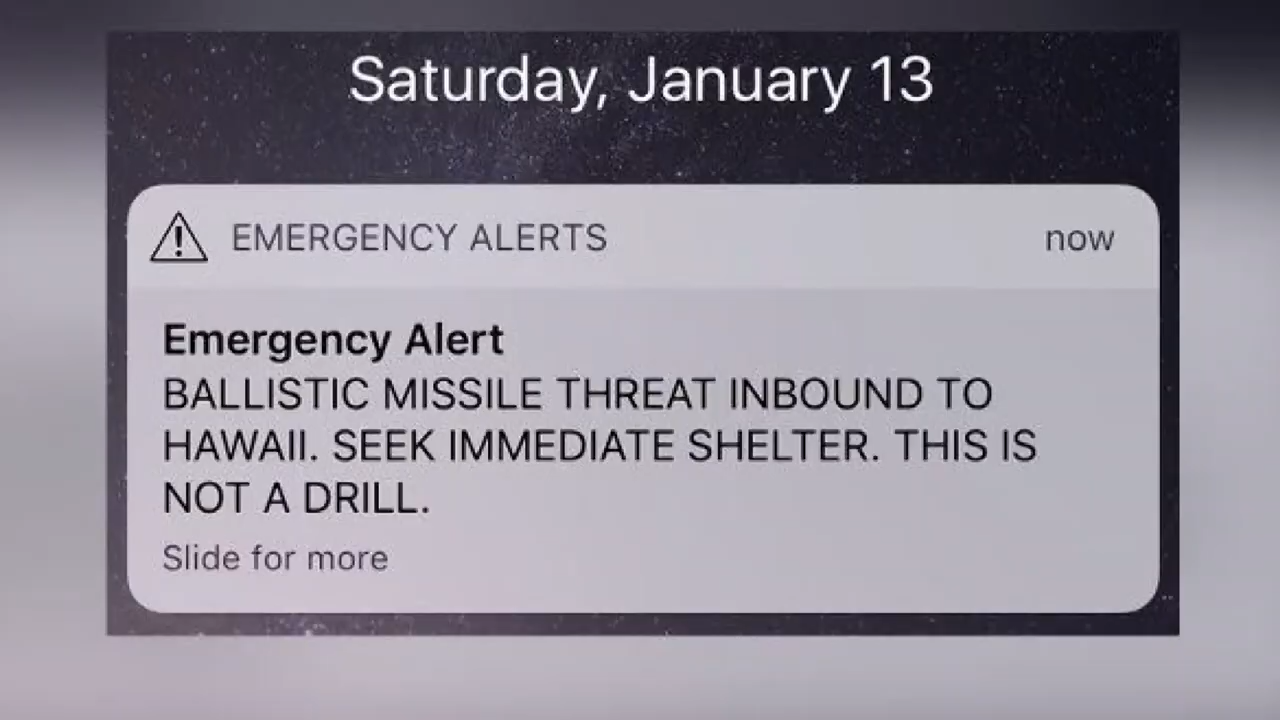 Saturday, January 13
EMERGENCY ALERTS now
Emergency Alert
BALLISTIC MISSILE THREAT INBOUND TO
HAWAII. SEEK IMMEDIATE SHELTER. THIS IS
NOT A DRILL.
Slide for more